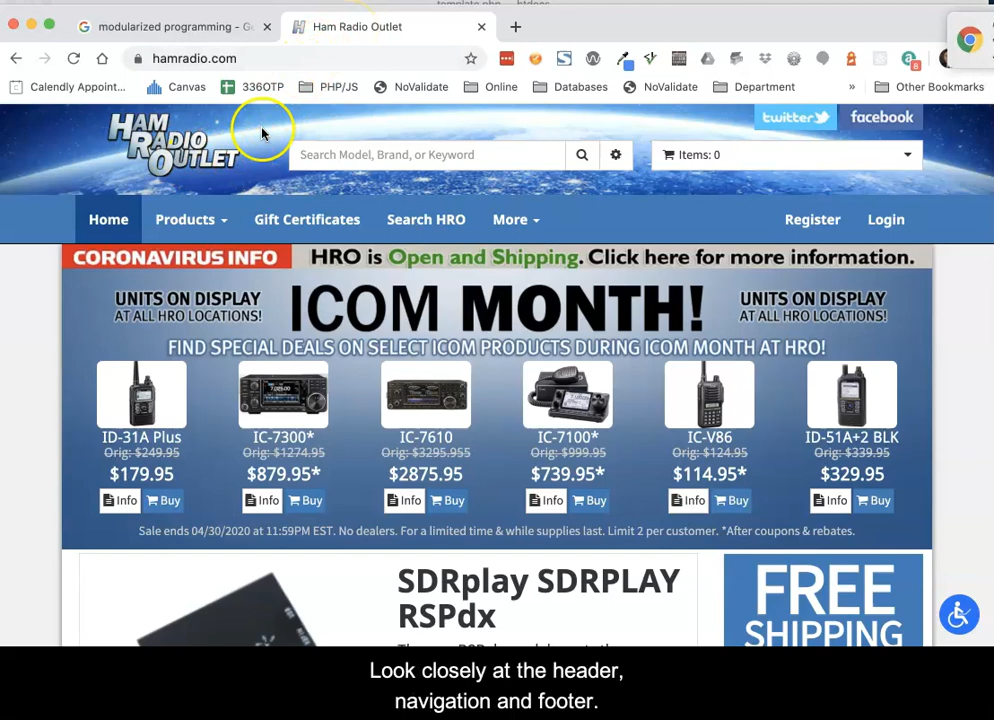 template.php — htdocs
modularized programming - Go
Ham Radio Outlet
hamradio.com
8
Calendly Appoint...
Canvas
336OTP
PHP/JS
NoValidate
Online
Databases
NoValidate
Department
»
Other Bookmarks
HAM RADIO OUTLET
twitter
facebook
Search Model, Brand, or Keyword
Items: 0
Home
Products
Gift Certificates
Search HRO
More
Register
Login
CORONAVIRUS INFO HRO is Open and Shipping. Click here for more information.
UNITS ON DISPLAY
AT ALL HRO LOCATIONS!
ICOM MONTH!
UNITS ON DISPLAY
AT ALL HRO LOCATIONS!
FIND SPECIAL DEALS ON SELECT ICOM PRODUCTS DURING ICOM MONTH AT HRO!
ID-31A Plus IC-7300* IC-7610 IC-7100* IC-V86 ID-51A+2 BLK
Orig: $249.95 Orig: $1274.95 Orig: $3295.955 Orig: $999.95 Orig: $124.95 Orig: $339.95
$179.95 $879.95* $2875.95 $739.95* $114.95* $329.95
Info Buy Info Buy Info Buy Info Buy Info Buy Info Buy
Sale ends 04/30/2020 at 11:59PM EST. No dealers. For a limited time & while supplies last. Limit 2 per customer. *After coupons & rebates.
SDRplay SDRPLAY
RSPdx
FREE
SHIPPING
Look closely at the header,
navigation and footer.